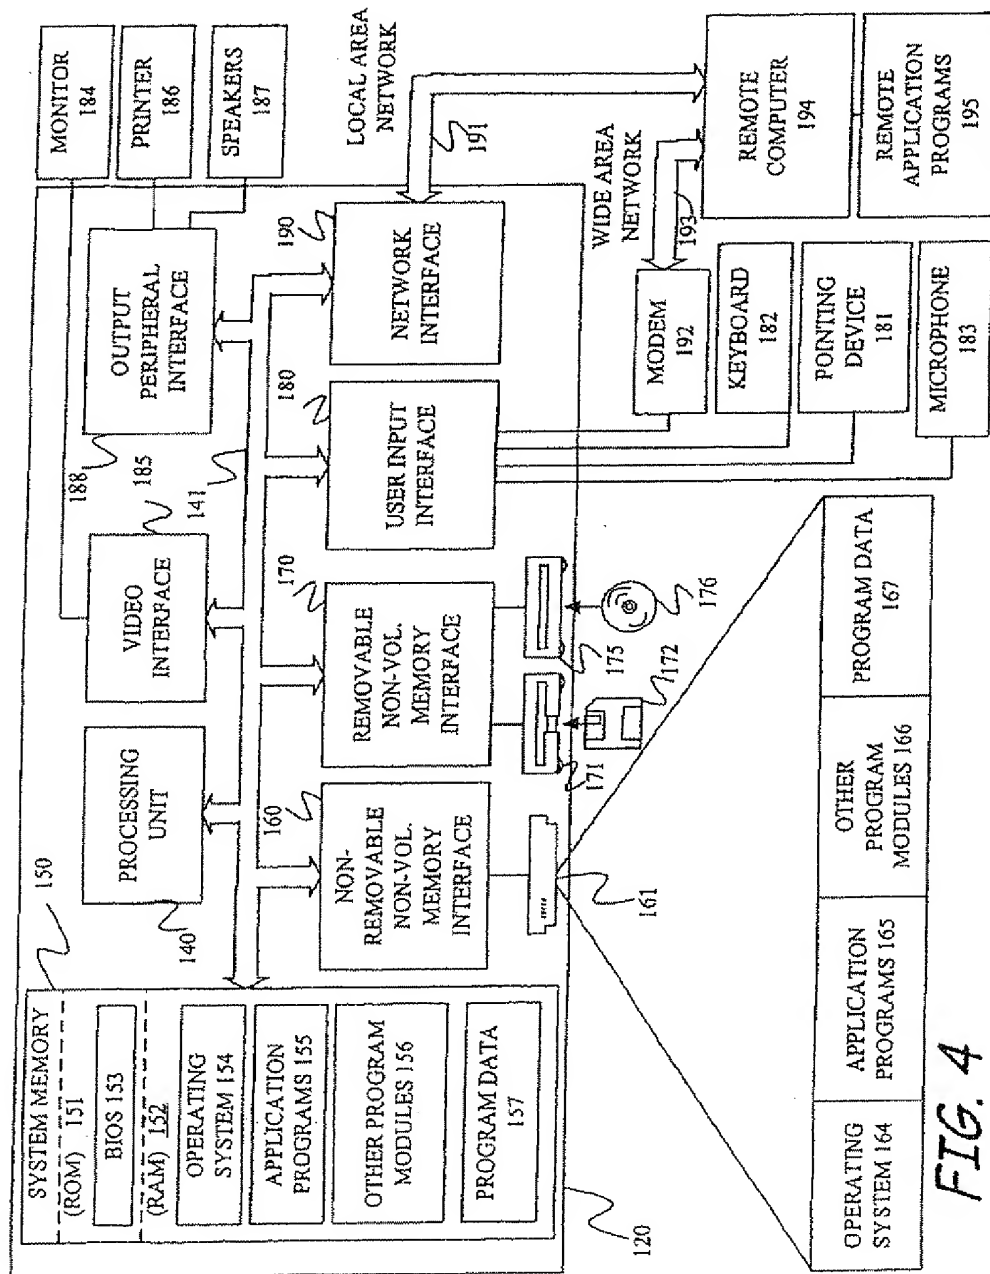 SYSTEM MEMORY
(ROM) 151
BIOS 153
(RAM) 152
OPERATING
SYSTEM 154
APPLICATION
PROGRAMS 155
OTHER PROGRAM
MODULES 156
PROGRAM DATA
157
120
150
PROCESSING
UNIT
140
VIDEO
INTERFACE
188
185
141
OUTPUT
PERIPHERAL
INTERFACE
MONITOR
184
PRINTER
186
SPEAKERS
187
160
NON-
REMOVABLE
NON-VOL.
MEMORY
INTERFACE
170
REMOVABLE
NON-VOL.
MEMORY
INTERFACE
180
USER INPUT
INTERFACE
190
NETWORK
INTERFACE
LOCAL AREA
NETWORK
191
161
171
172
175
176
WIDE AREA
NETWORK
193
MODEM
192
KEYBOARD
182
POINTING
DEVICE
181
MICROPHONE
183
REMOTE
COMPUTER
194
REMOTE
APPLICATION
PROGRAMS
195
OPERATING
SYSTEM 164
APPLICATION
PROGRAMS 165
OTHER
PROGRAM
MODULES 166
PROGRAM DATA
167
FIG. 4